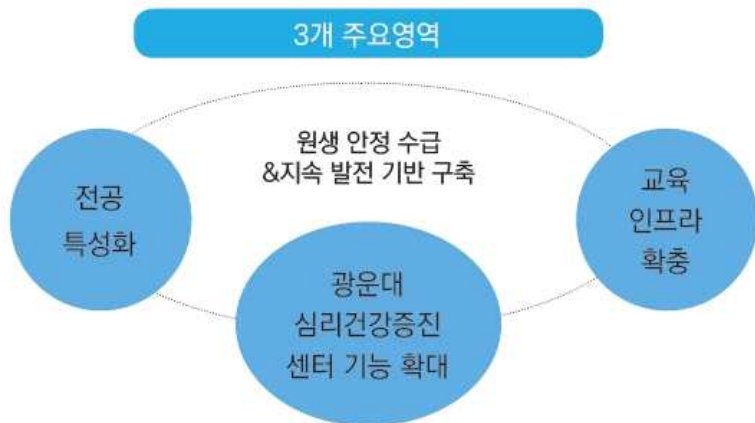 3개 주요영역
원생 안정 수급
&지속 발전 기반 구축
전공
특성화
광운대
심리건강증진
센터 기능 확대
교육
인프라
확충